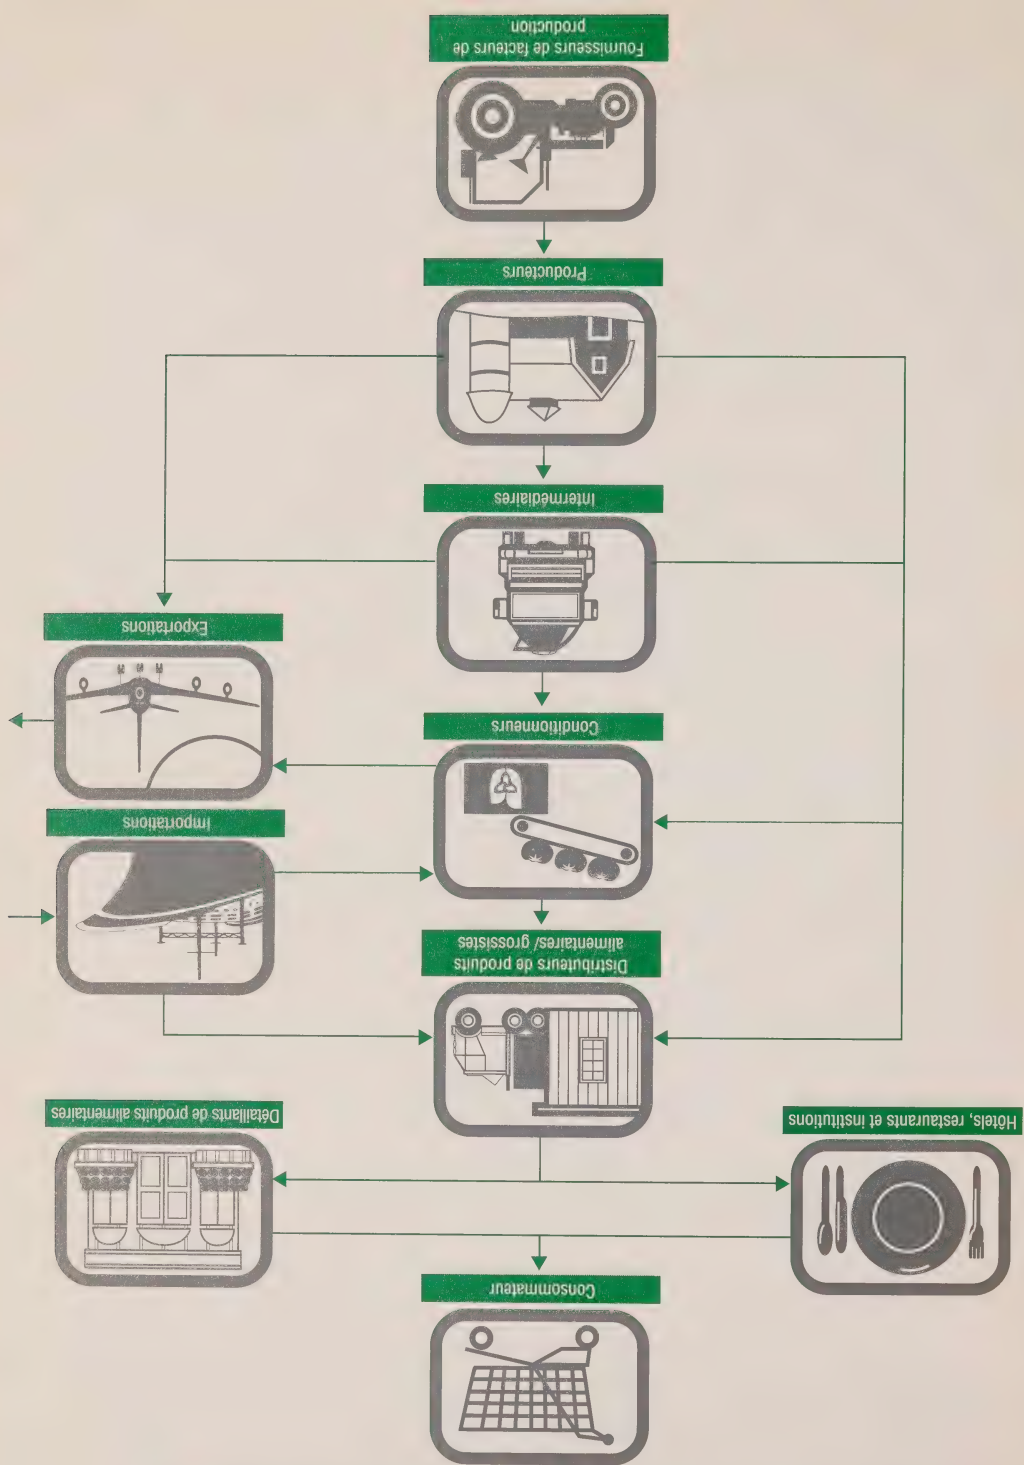 Consommateur
Hôtels, restaurants et institutions
Détaillants de produits alimentaires
Distributeurs de produits
alimentaires/ grossistes
Importations
Conditionneurs
Exportations
Intermédiaires
Producteurs
Fournisseurs de facteurs de
production